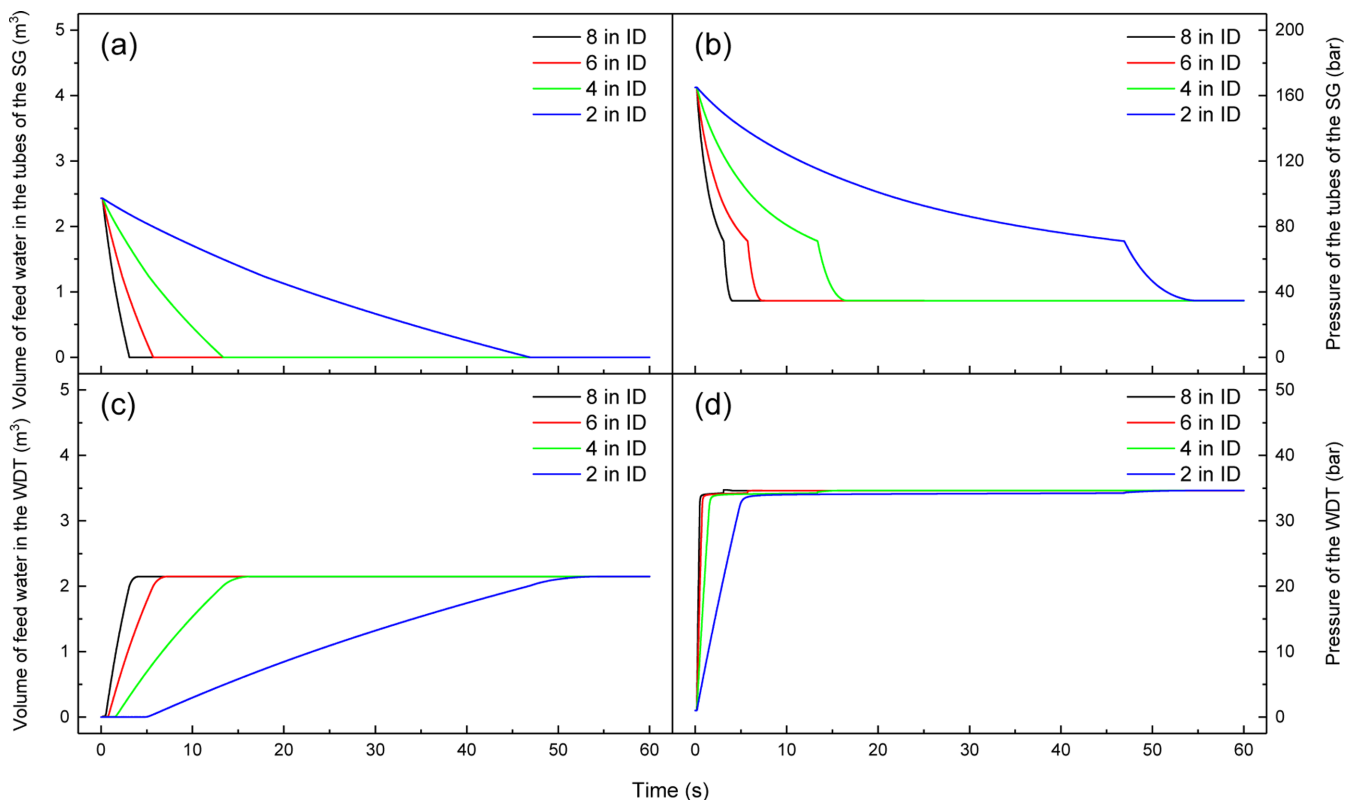 (a)
8 in ID
6 in ID
4 in ID
2 in ID
5
4
3
2
1
0
Volume of feed water in the tubes of the SG (m³)
(b)
8 in ID
6 in ID
4 in ID
2 in ID
200
160
120
80
40
0
Pressure of the tubes of the SG (bar)
(c)
8 in ID
6 in ID
4 in ID
2 in ID
5
4
3
2
1
0
Volume of feed water in the WDT (m³)
0 10 20 30 40 50 60
(d)
8 in ID
6 in ID
4 in ID
2 in ID
50
40
30
20
10
0
Pressure of the WDT (bar)
0 10 20 30 40 50 60
Time (s)